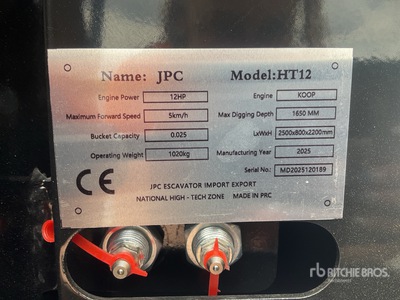 Name: JPC Model:HT12
Engine Power 12HP Engine KOOP
Maximum Forward Speed 5km/h Max Digging Depth 1650 MM
Bucket Capacity 0.025 LxWxH 2500x800x2200mm
Operating Weight 1020kg Manufacturing Year 2025
Serial No.: MD2025120189
CE
JPC ESCAVATOR IMPORT EXPORT
NATIONAL HIGH - TECH ZONE MADE IN PRC
rb RITCHIE BROS.